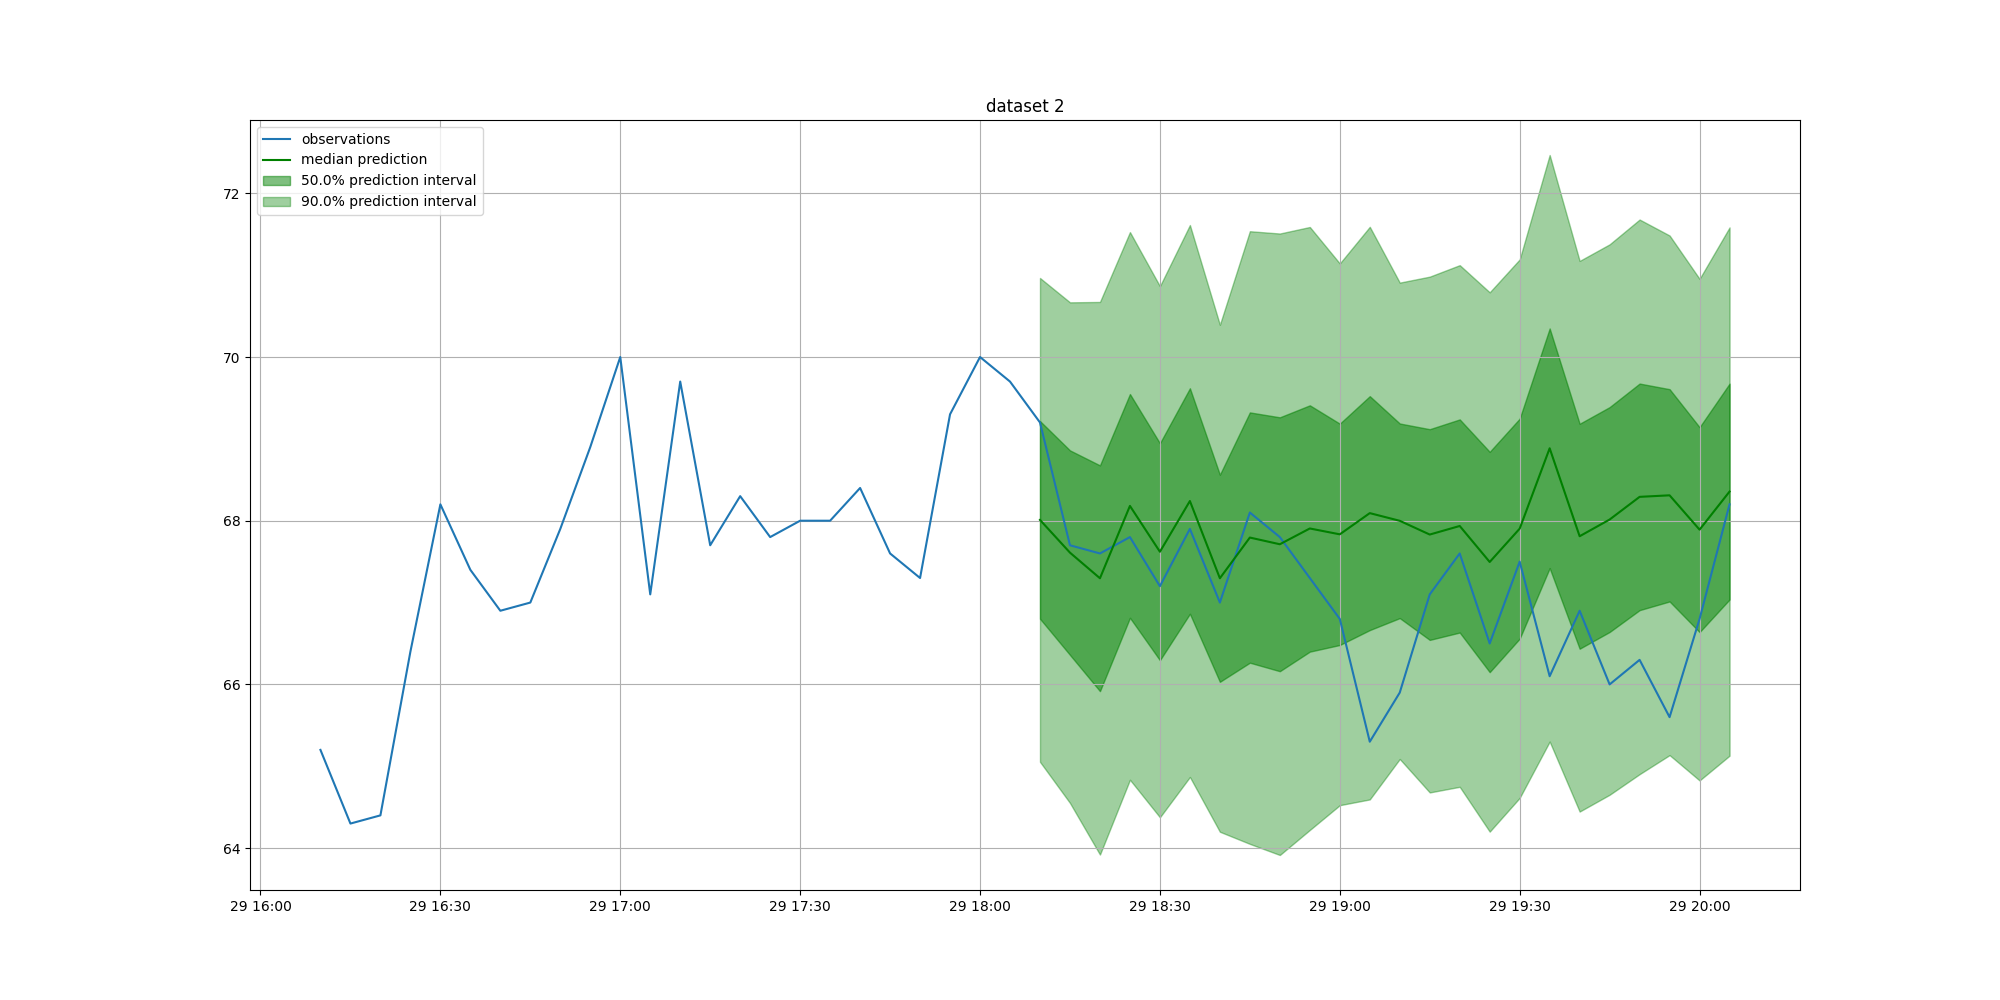 dataset 2
observations
median prediction
50.0% prediction interval
90.0% prediction interval
72
70
68
66
64
29 16:00 29 16:30 29 17:00 29 17:30 29 18:00 29 18:30 29 19:00 29 19:30 29 20:00